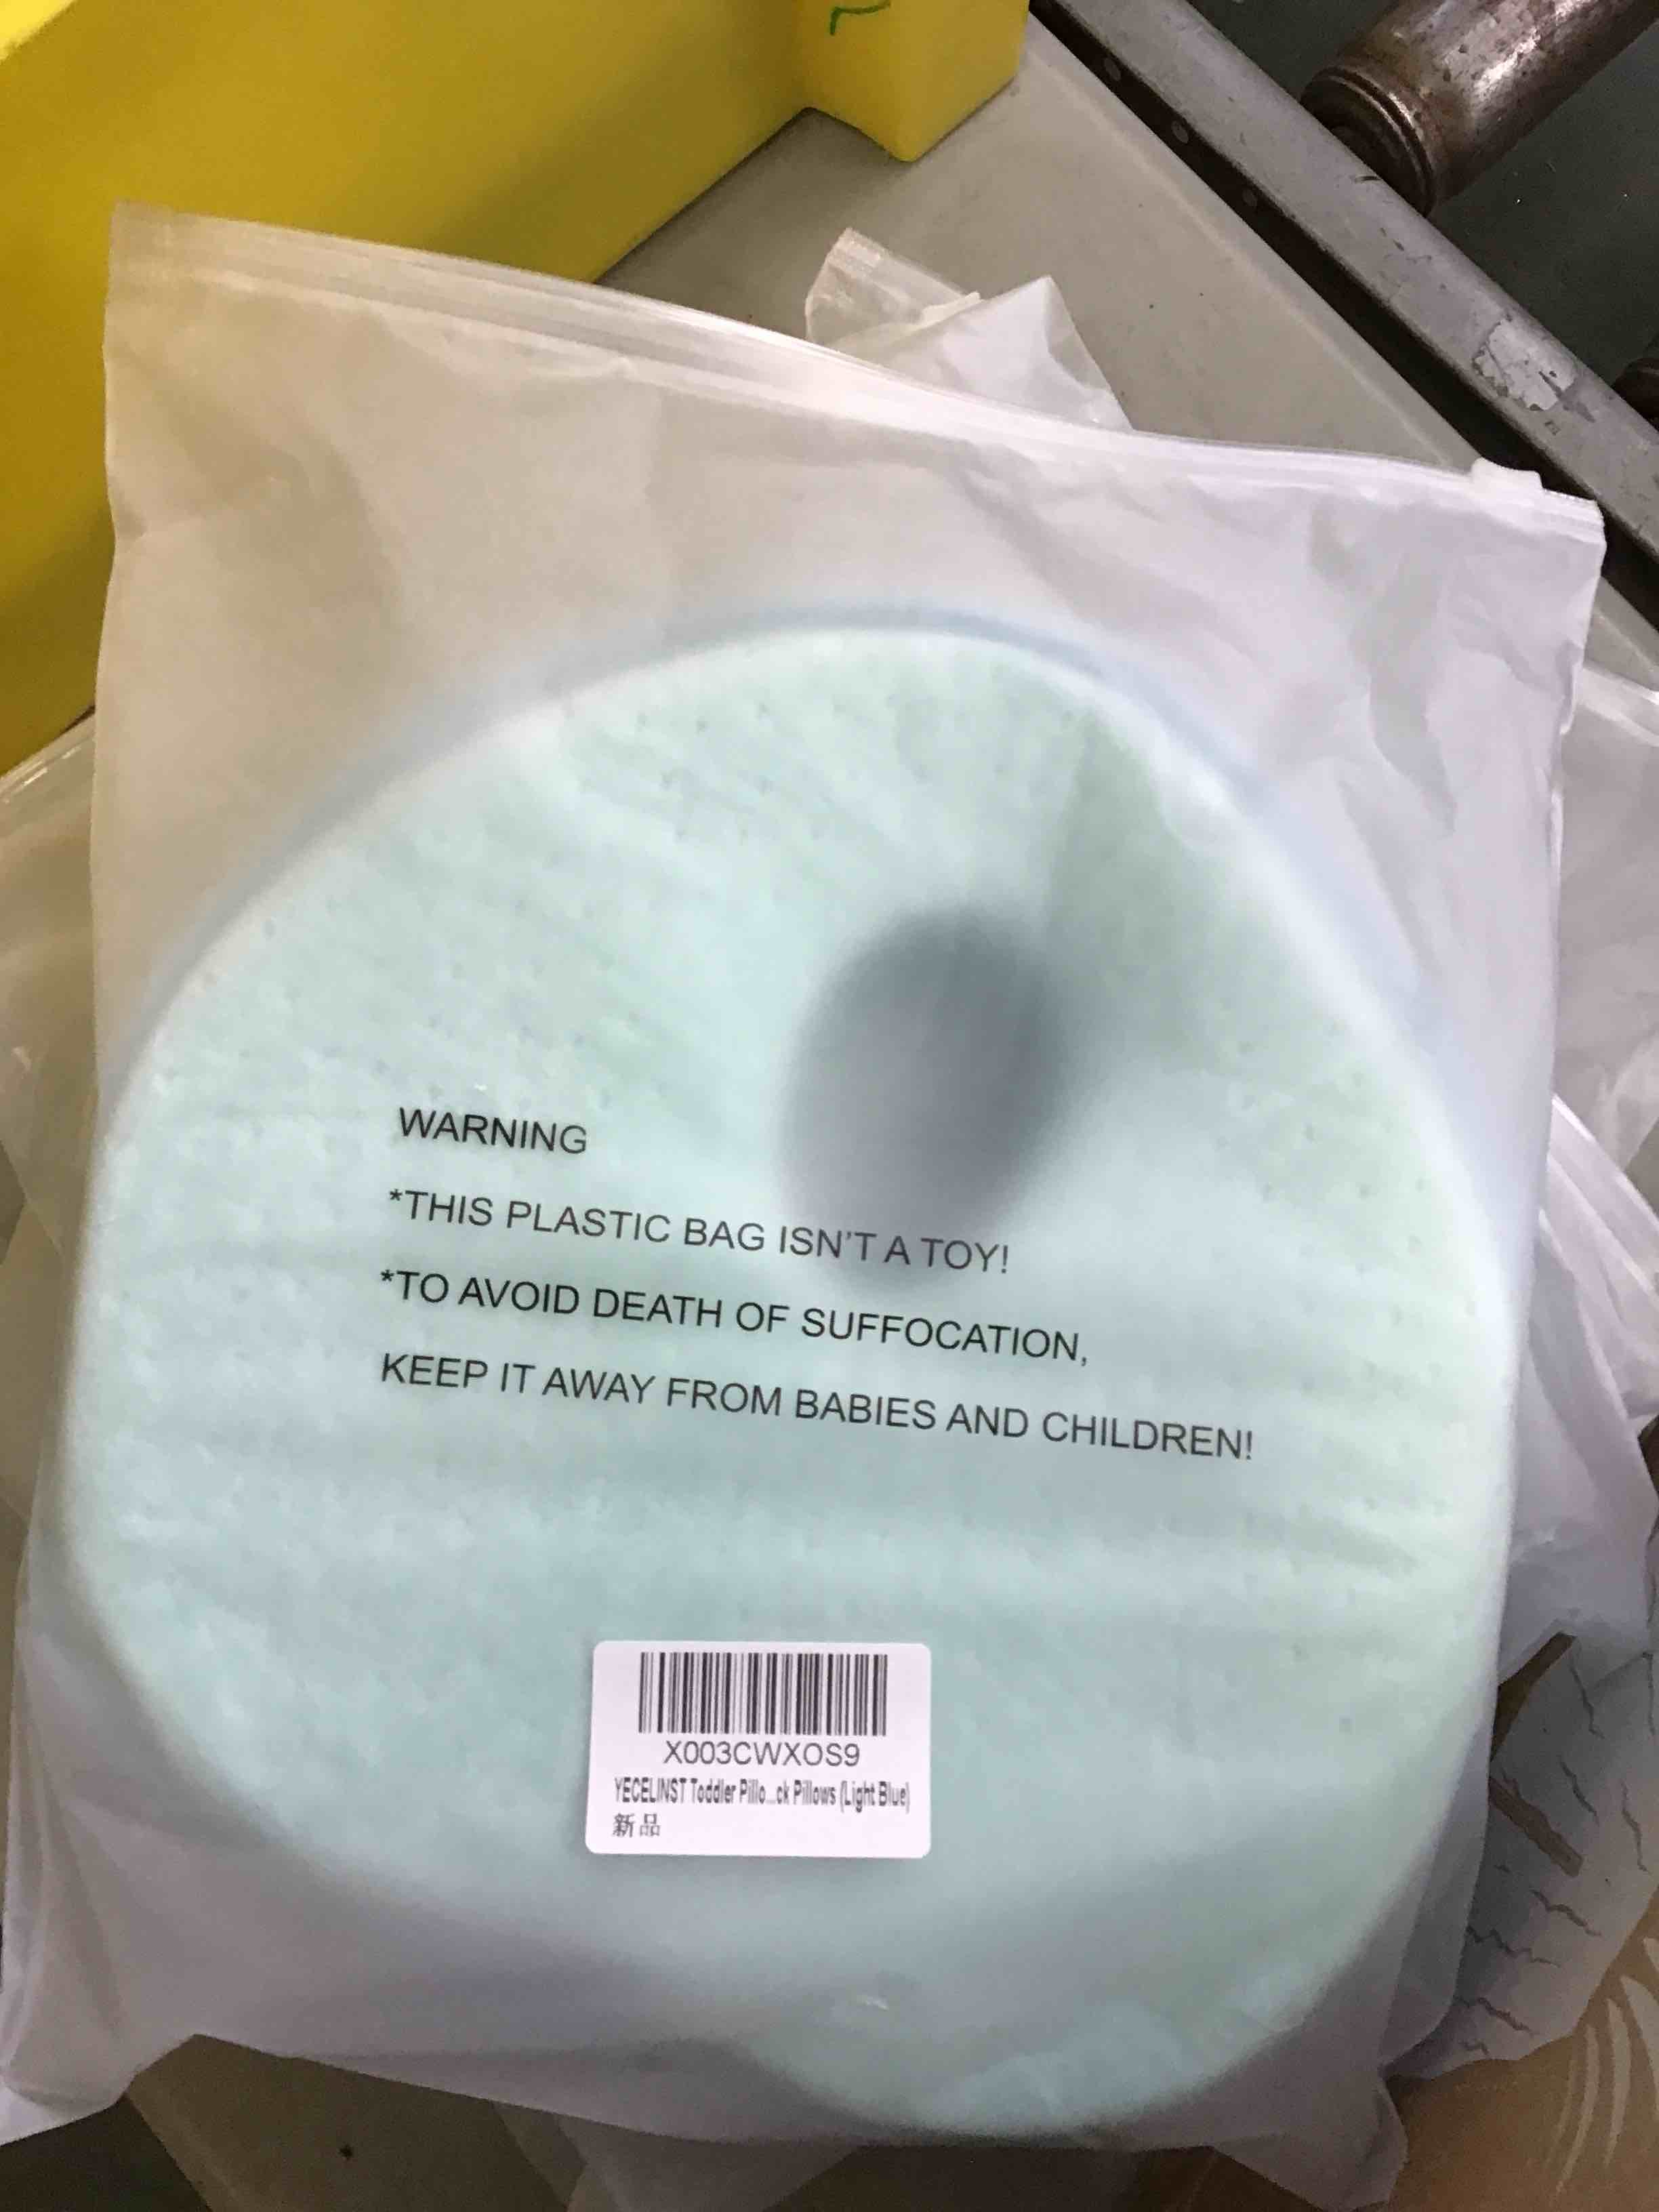 WARNING
*THIS PLASTIC BAG ISN'T A TOY!
*TO AVOID DEATH OF SUFFOCATION,
KEEP IT AWAY FROM BABIES AND CHILDREN!
X003CWXOS9
YECELINST Toddler Pillo...ck Pillows (Light Blue)
新品